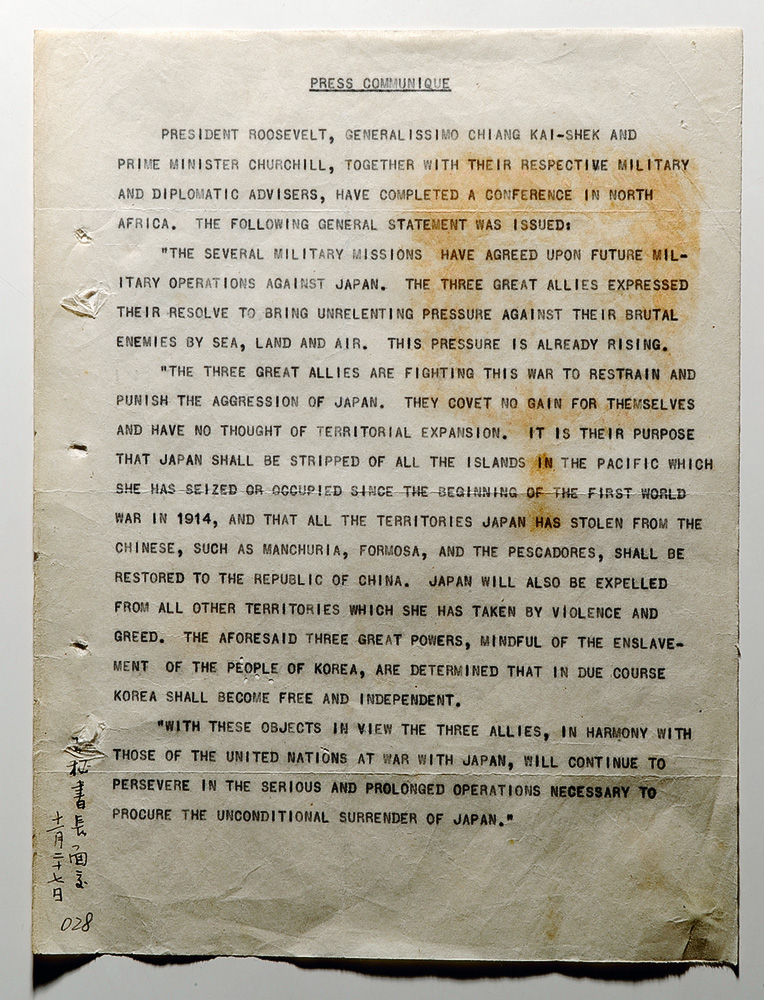 PRESS COMMUNIQUE
PRESIDENT ROOSEVELT, GENERALISSIMO CHIANG KAI-SHEK AND
PRIME MINISTER CHURCHILL, TOGETHER WITH THEIR RESPECTIVE MILITARY
AND DIPLOMATIC ADVISERS, HAVE COMPLETED A CONFERENCE IN NORTH
AFRICA. THE FOLLOWING GENERAL STATEMENT WAS ISSUED:
"THE SEVERAL MILITARY MISSIONS HAVE AGREED UPON FUTURE MIL-
ITARY OPERATIONS AGAINST JAPAN. THE THREE GREAT ALLIES EXPRESSED
THEIR RESOLVE TO BRING UNRELENTING PRESSURE AGAINST THEIR BRUTAL
ENEMIES BY SEA, LAND AND AIR. THIS PRESSURE IS ALREADY RISING.
"THE THREE GREAT ALLIES ARE FIGHTING THIS WAR TO RESTRAIN AND
PUNISH THE AGGRESSION OF JAPAN. THEY COVET NO GAIN FOR THEMSELVES
AND HAVE NO THOUGHT OF TERRITORIAL EXPANSION. IT IS THEIR PURPOSE
THAT JAPAN SHALL BE STRIPPED OF ALL THE ISLANDS IN THE PACIFIC WHICH
SHE HAS SEIZED OR OCCUPIED SINCE THE BEGINNING OF THE FIRST WORLD
WAR IN 1914, AND THAT ALL THE TERRITORIES JAPAN HAS STOLEN FROM THE
CHINESE, SUCH AS MANCHURIA, FORMOSA, AND THE PESCADORES, SHALL BE
RESTORED TO THE REPUBLIC OF CHINA. JAPAN WILL ALSO BE EXPELLED
FROM ALL OTHER TERRITORIES WHICH SHE HAS TAKEN BY VIOLENCE AND
GREED. THE AFORESAID THREE GREAT POWERS, MINDFUL OF THE ENSLAVE-
MENT OF THE PEOPLE OF KOREA, ARE DETERMINED THAT IN DUE COURSE
KOREA SHALL BECOME FREE AND INDEPENDENT.
"WITH THESE OBJECTS IN VIEW THE THREE ALLIES, IN HARMONY WITH
THOSE OF THE UNITED NATIONS AT WAR WITH JAPAN, WILL CONTINUE TO
PERSEVERE IN THE SERIOUS AND PROLONGED OPERATIONS NECESSARY TO
PROCURE THE UNCONDITIONAL SURRENDER OF JAPAN."
秘書長面交
十一月二十七日
028